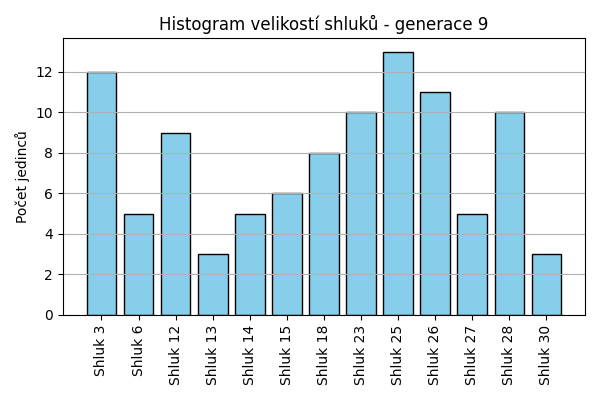 Histogram velikostí shluků - generace 9
Počet jedinců
12
10
8
6
4
2
0
Shluk 3
Shluk 6
Shluk 12
Shluk 13
Shluk 14
Shluk 15
Shluk 18
Shluk 23
Shluk 25
Shluk 26
Shluk 27
Shluk 28
Shluk 30